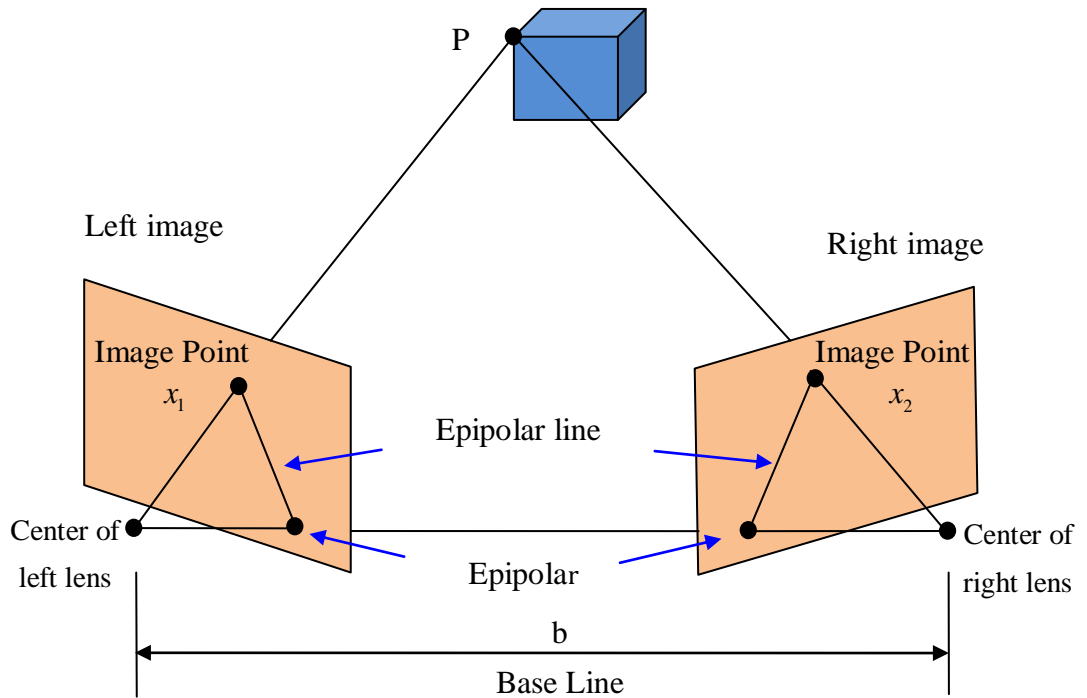 P
Left image
Right image
Image Point
x₁
Image Point
x₂
Epipolar line
Center of
left lens
Epipolar
Center of
right lens
b
Base Line